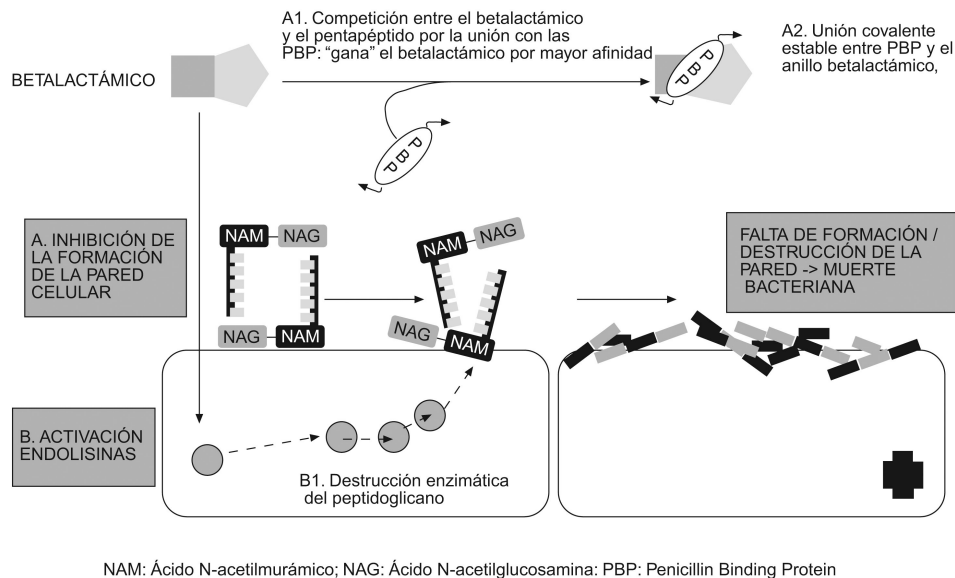 A1. Competición entre el betalactámico
y el pentapéptido por la unión con las
PBP: “gana” el betalactámico por mayor afinidad
A2. Unión covalente
estable entre PBP y el
anillo betalactámico,
BETALACTÁMICO
PBP
PBP
A. INHIBICIÓN DE
LA FORMACIÓN
DE LA PARED
CELULAR
NAM
NAG
NAG
NAM
NAM
NAG
NAG
NAM
FALTA DE FORMACIÓN /
DESTRUCCIÓN DE LA
PARED -> MUERTE
BACTERIANA
B. ACTIVACIÓN
ENDOLISINAS
B1. Destrucción enzimática
del peptidoglicano
NAM: Ácido N-acetilmurámico; NAG: Ácido N-acetilglucosamina: PBP: Penicillin Binding Protein